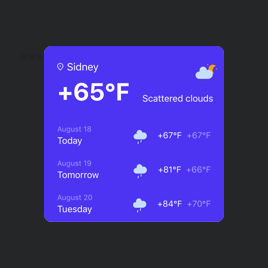 Sidney
+65°F
Scattered clouds
August 18
Today
+67°F +67°F
August 19
Tomorrow
+81°F +66°F
August 20
Tuesday
+84°F +70°F